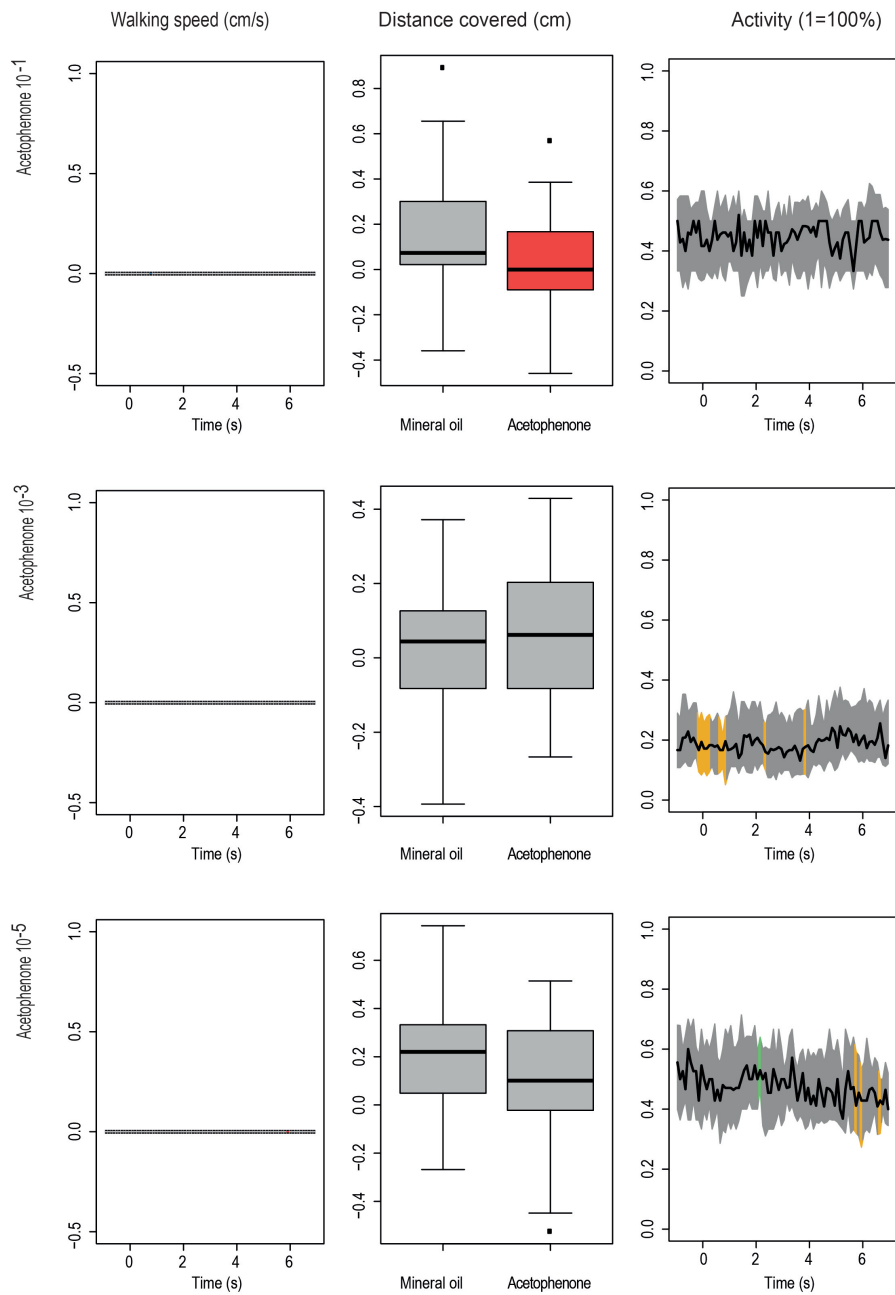 Walking speed (cm/s) Distance covered (cm) Activity (1=100%)
Acetophenone 10-1
1.0
0.5
0.0
−0.5
0 2 4 6
Time (s)
0.8
0.6
0.4
0.2
0.0
−0.2
−0.4
Mineral oil Acetophenone
1.0
0.8
0.6
0.4
0.2
0.0
0 2 4 6
Time (s)
Acetophenone 10-3
1.0
0.5
0.0
−0.5
0 2 4 6
Time (s)
0.4
0.2
0.0
−0.2
−0.4
Mineral oil Acetophenone
1.0
0.8
0.6
0.4
0.2
0.0
0 2 4 6
Time (s)
Acetophenone 10-5
1.0
0.5
0.0
−0.5
0 2 4 6
Time (s)
0.6
0.4
0.2
0.0
−0.2
−0.4
Mineral oil Acetophenone
1.0
0.8
0.6
0.4
0.2
0.0
0 2 4 6
Time (s)